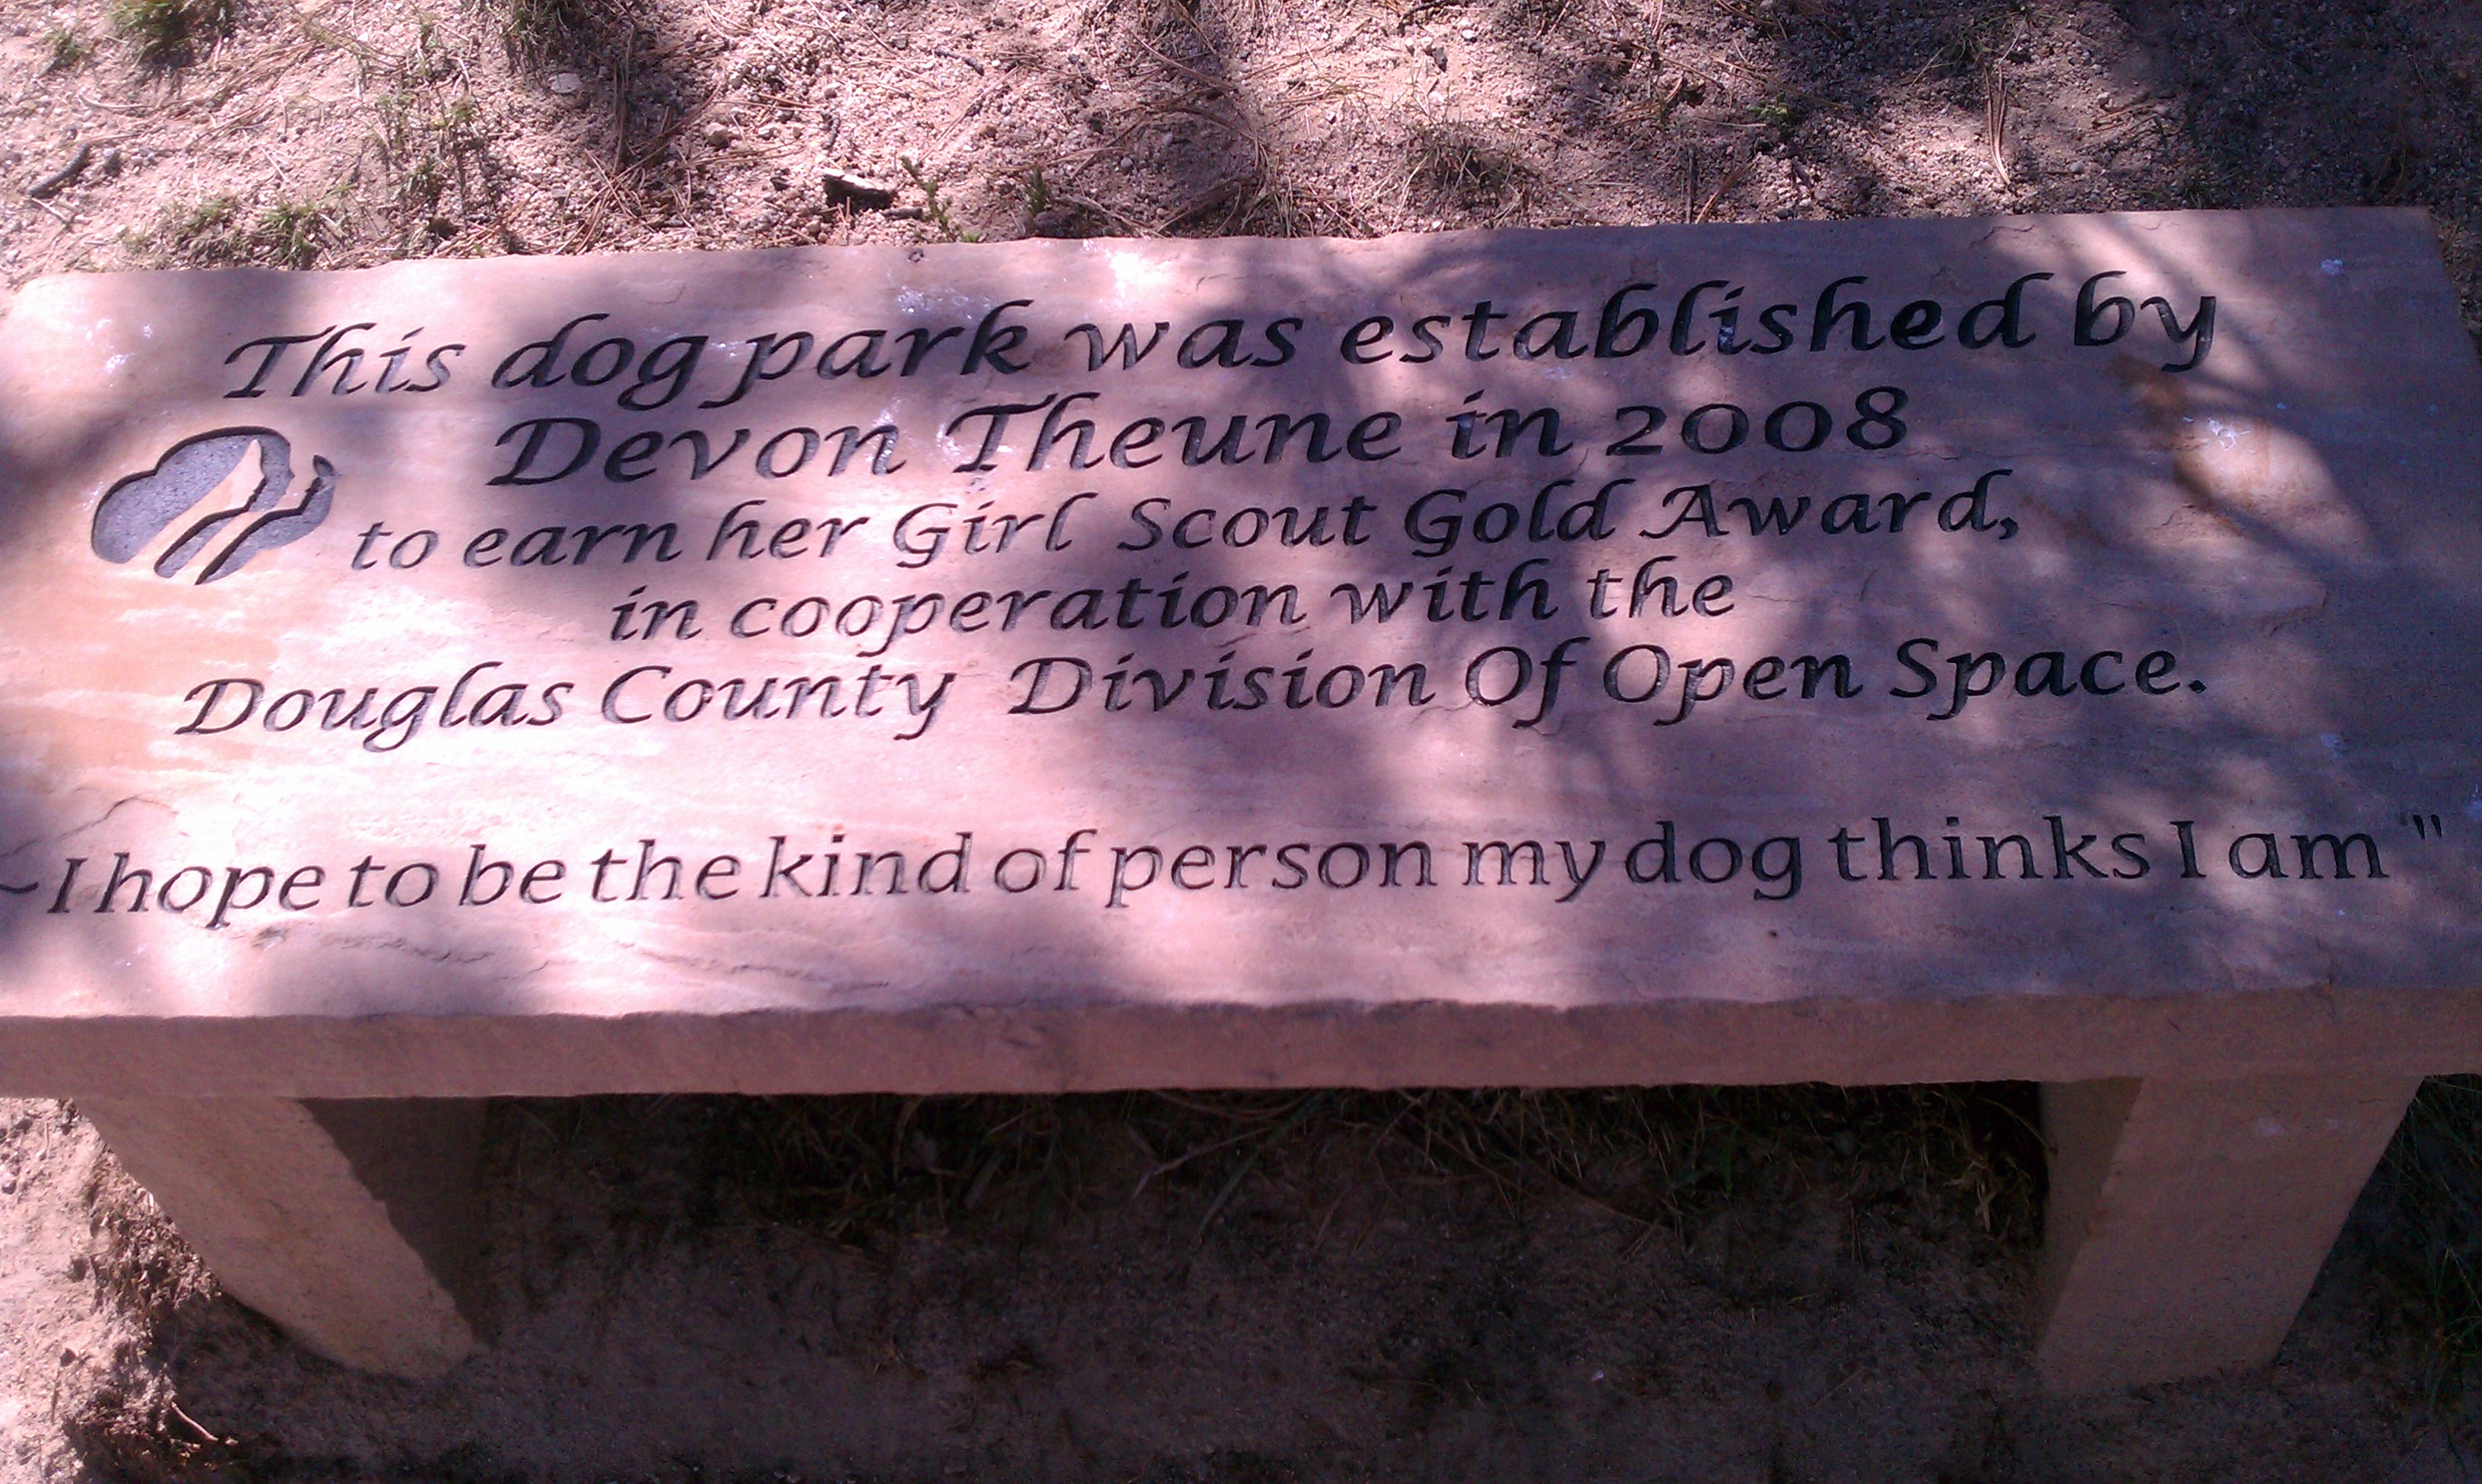 This dog park was established by
Devon Theune in 2008
to earn her Girl Scout Gold Award,
in cooperation with the
Douglas County Division Of Open Space.
~I hope to be the kind of person my dog thinks I am"